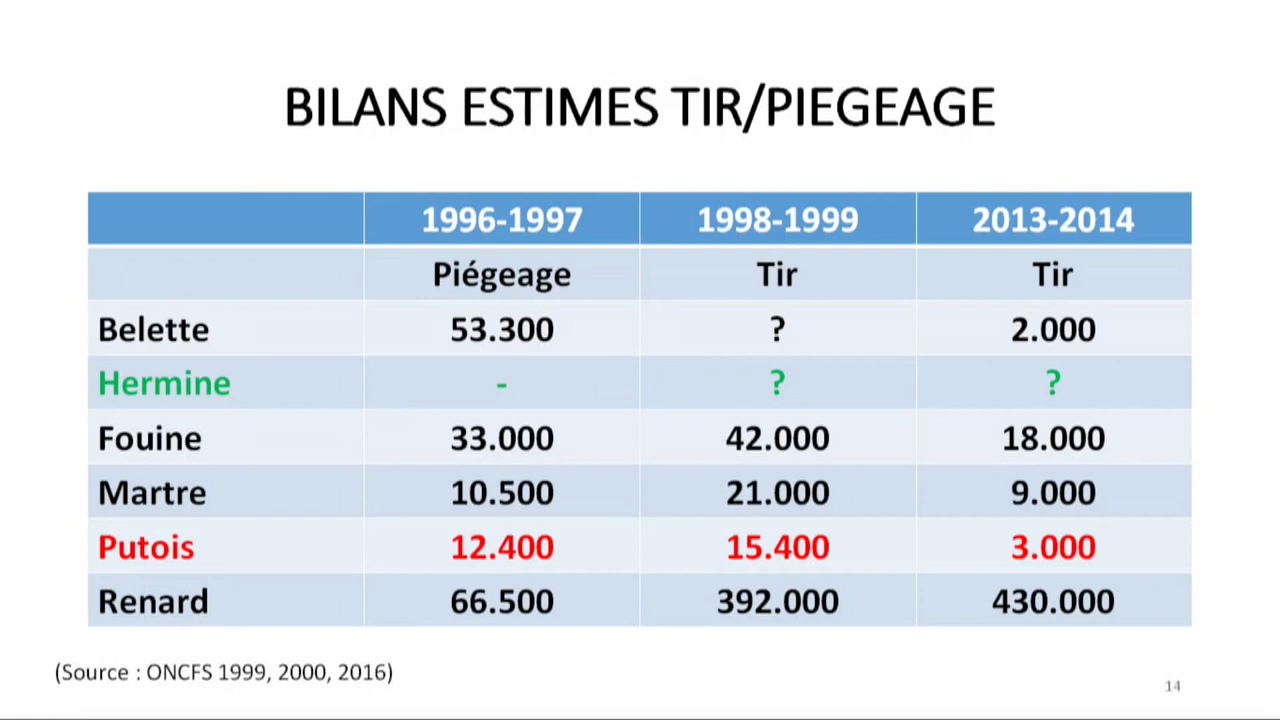 BILANS ESTIMES TIR/PIEGEAGE
1996-1997 1998-1999 2013-2014
Piégeage Tir Tir
Belette 53.300 ? 2.000
Hermine - ? ?
Fouine 33.000 42.000 18.000
Martre 10.500 21.000 9.000
Putois 12.400 15.400 3.000
Renard 66.500 392.000 430.000
(Source : ONCFS 1999, 2000, 2016)
14